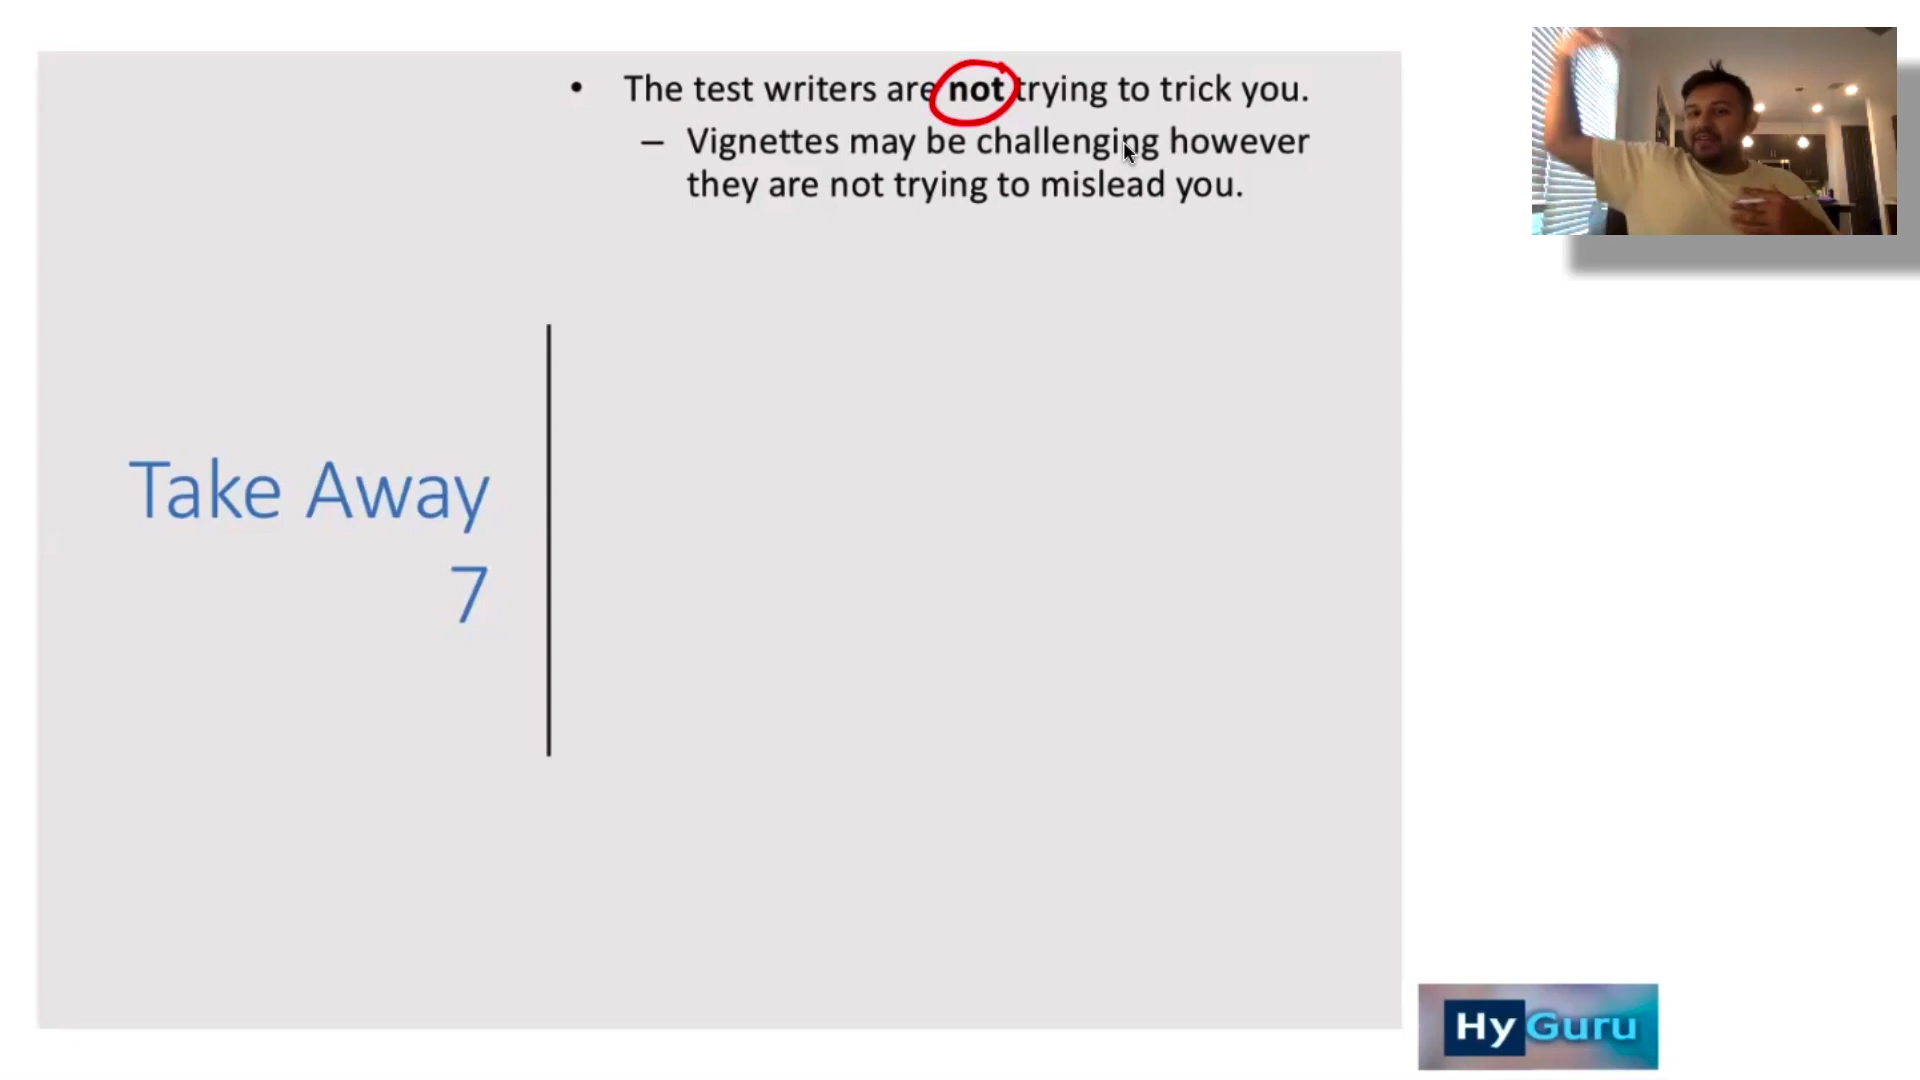 • The test writers are not trying to trick you.
– Vignettes may be challenging however
they are not trying to mislead you.
Take Away
7
HyGuru